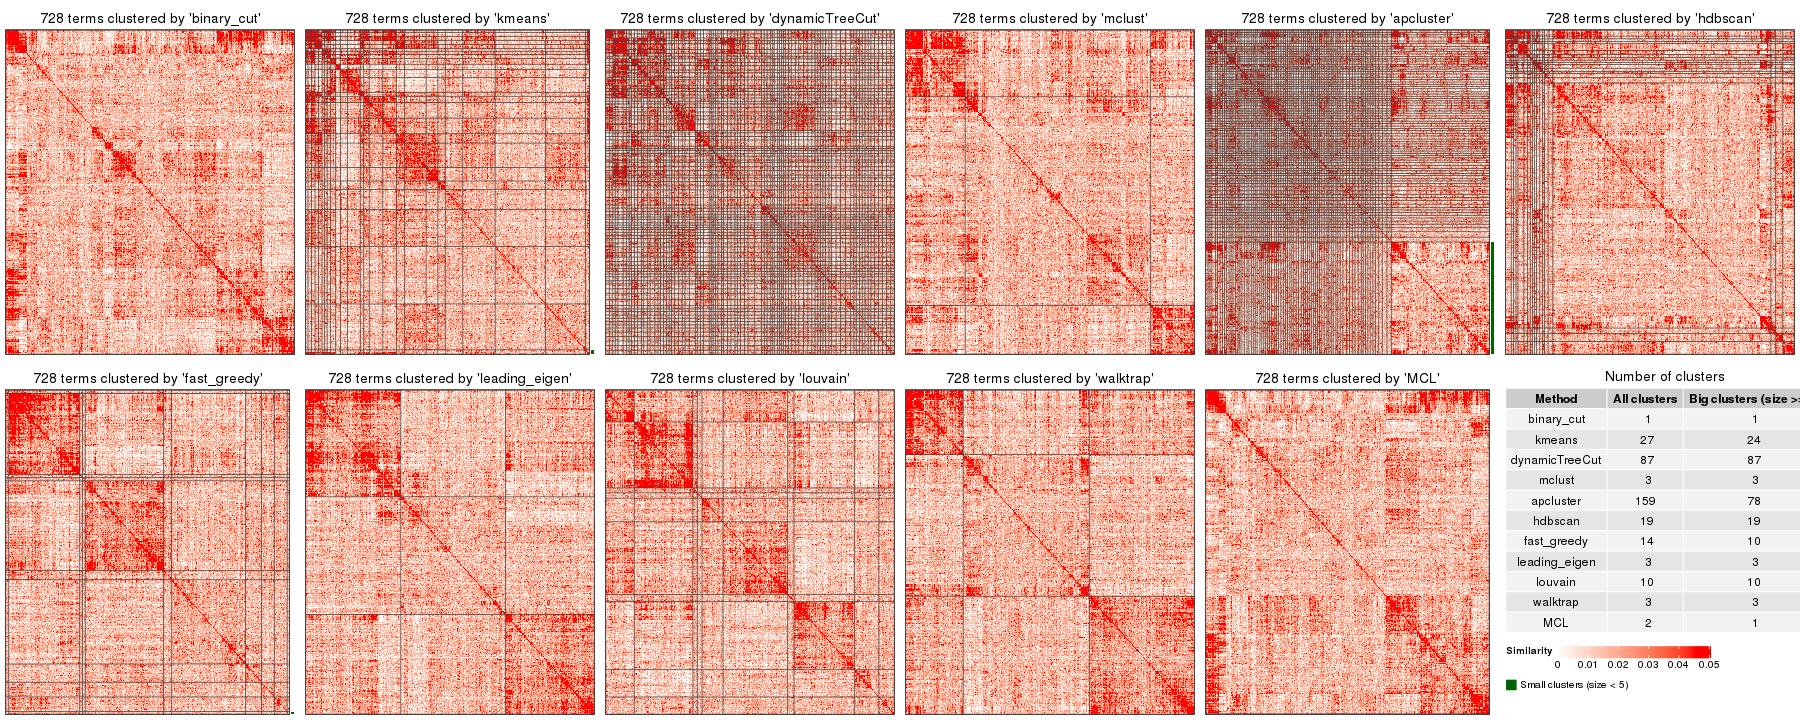 728 terms clustered by 'binary_cut'
728 terms clustered by 'kmeans'
728 terms clustered by 'dynamicTreeCut'
728 terms clustered by 'mclust'
728 terms clustered by 'apcluster'
728 terms clustered by 'hdbscan'
728 terms clustered by 'fast_greedy'
728 terms clustered by 'leading_eigen'
728 terms clustered by 'louvain'
728 terms clustered by 'walktrap'
728 terms clustered by 'MCL'
Number of clusters
Method All clusters Big clusters (size >=
binary_cut 1 1
kmeans 27 24
dynamicTreeCut 87 87
mclust 3 3
apcluster 159 78
hdbscan 19 19
fast_greedy 14 10
leading_eigen 3 3
louvain 10 10
walktrap 3 3
MCL 2 1
Similarity
0 0.01 0.02 0.03 0.04 0.05
Small clusters (size < 5)